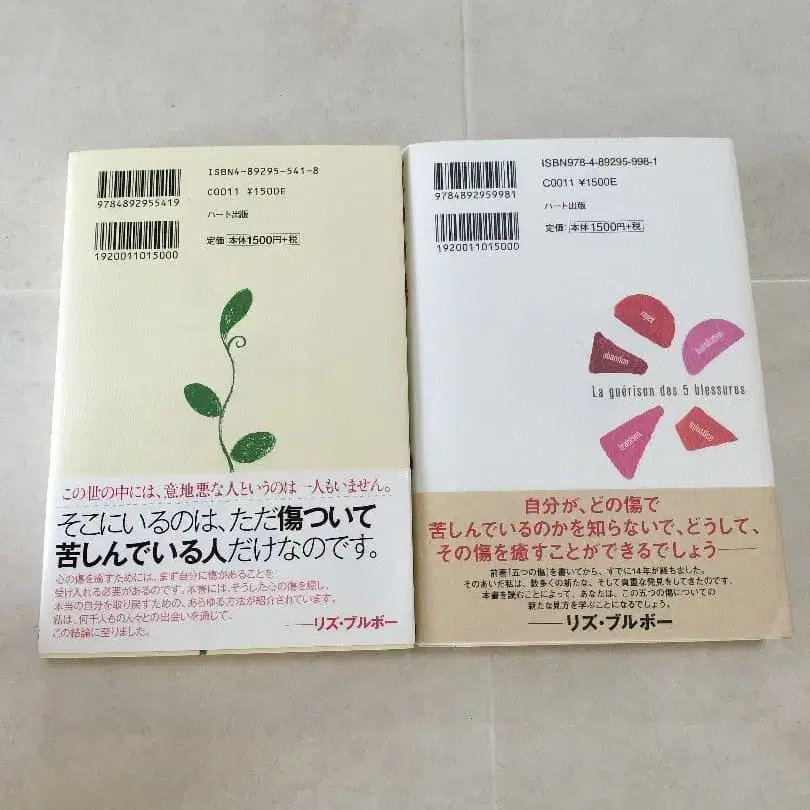 ISBN4-89295-541-8
C0011 ¥1500E
9784892955419
ハート出版
定価 本体1500円+税
1920011015000
この世の中には、意地悪な人というのは一人もいません。
そこにいるのは、ただ傷ついて
苦しんでいる人だけなのです。
心の傷を癒すためには、まず自分に傷があることを
受け入れる必要があるのです。本書には、そうした心の傷を癒し、
本当の自分を取り戻すための、あらゆる方法が紹介されています。
私は、何千人もの人々との出会いを通じて、
この結論に至りました。
——リズ・ブルボー
ISBN978-4-89295-998-1
C0011 ¥1500E
9784892959981
ハート出版
定価: 本体1500円+税
1920011015000
rejet
humiliation
abandon
La guérison des 5 blessures
trahison
injustice
自分が、どの傷で
苦しんでいるのかを知らないで、どうして、
その傷を癒すことができるでしょう——
前著『五つの傷』を書いてから、すでに14年が経ちました。
そのあいだ私は、数多くの新たな、そして貴重な発見をしてきたのです。
本書を読むことによって、あなたは、この五つの傷についての
新たな見方を学ぶことになるでしょう。
——リズ・ブルボー